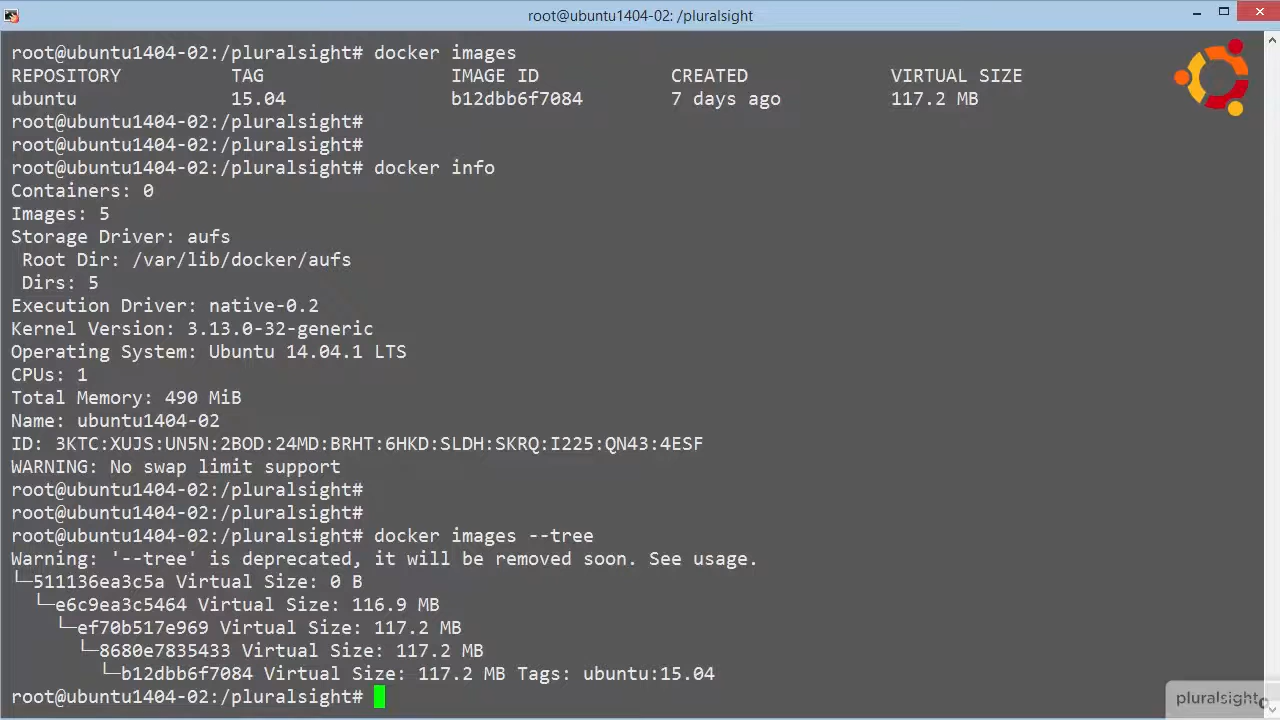 root@ubuntu1404-02: /pluralsight
root@ubuntu1404-02:/pluralsight# docker images
REPOSITORY TAG IMAGE ID CREATED VIRTUAL SIZE
ubuntu 15.04 b12dbb6f7084 7 days ago 117.2 MB
root@ubuntu1404-02:/pluralsight#
root@ubuntu1404-02:/pluralsight#
root@ubuntu1404-02:/pluralsight# docker info
Containers: 0
Images: 5
Storage Driver: aufs
Root Dir: /var/lib/docker/aufs
Dirs: 5
Execution Driver: native-0.2
Kernel Version: 3.13.0-32-generic
Operating System: Ubuntu 14.04.1 LTS
CPUs: 1
Total Memory: 490 MiB
Name: ubuntu1404-02
ID: 3KTC:XUJS:UN5N:2BOD:24MD:BRHT:6HKD:SLDH:SKRQ:I225:QN43:4ESF
WARNING: No swap limit support
root@ubuntu1404-02:/pluralsight#
root@ubuntu1404-02:/pluralsight#
root@ubuntu1404-02:/pluralsight# docker images --tree
Warning: '--tree' is deprecated, it will be removed soon. See usage.
└─511136ea3c5a Virtual Size: 0 B
  └─e6c9ea3c5464 Virtual Size: 116.9 MB
    └─ef70b517e969 Virtual Size: 117.2 MB
      └─8680e7835433 Virtual Size: 117.2 MB
        └─b12dbb6f7084 Virtual Size: 117.2 MB Tags: ubuntu:15.04
root@ubuntu1404-02:/pluralsight#
pluralsight